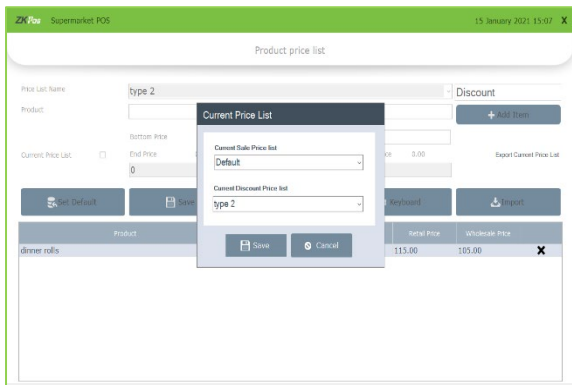 ZKPos Supermarket POS 15 January 2021 15:07 X
Product price list
Price List Name type 2 Discount
Product Add Item
Current Price List
Bottom Price
Current Sale Price list
Current Price List End Price Default 0.00 Export Current Price List
0
Current Discount Price list
type 2
Set Default Save Keyboard Import
Save Cancel
Product Retail Price Wholesale Price
dinner rolls 115.00 105.00 X